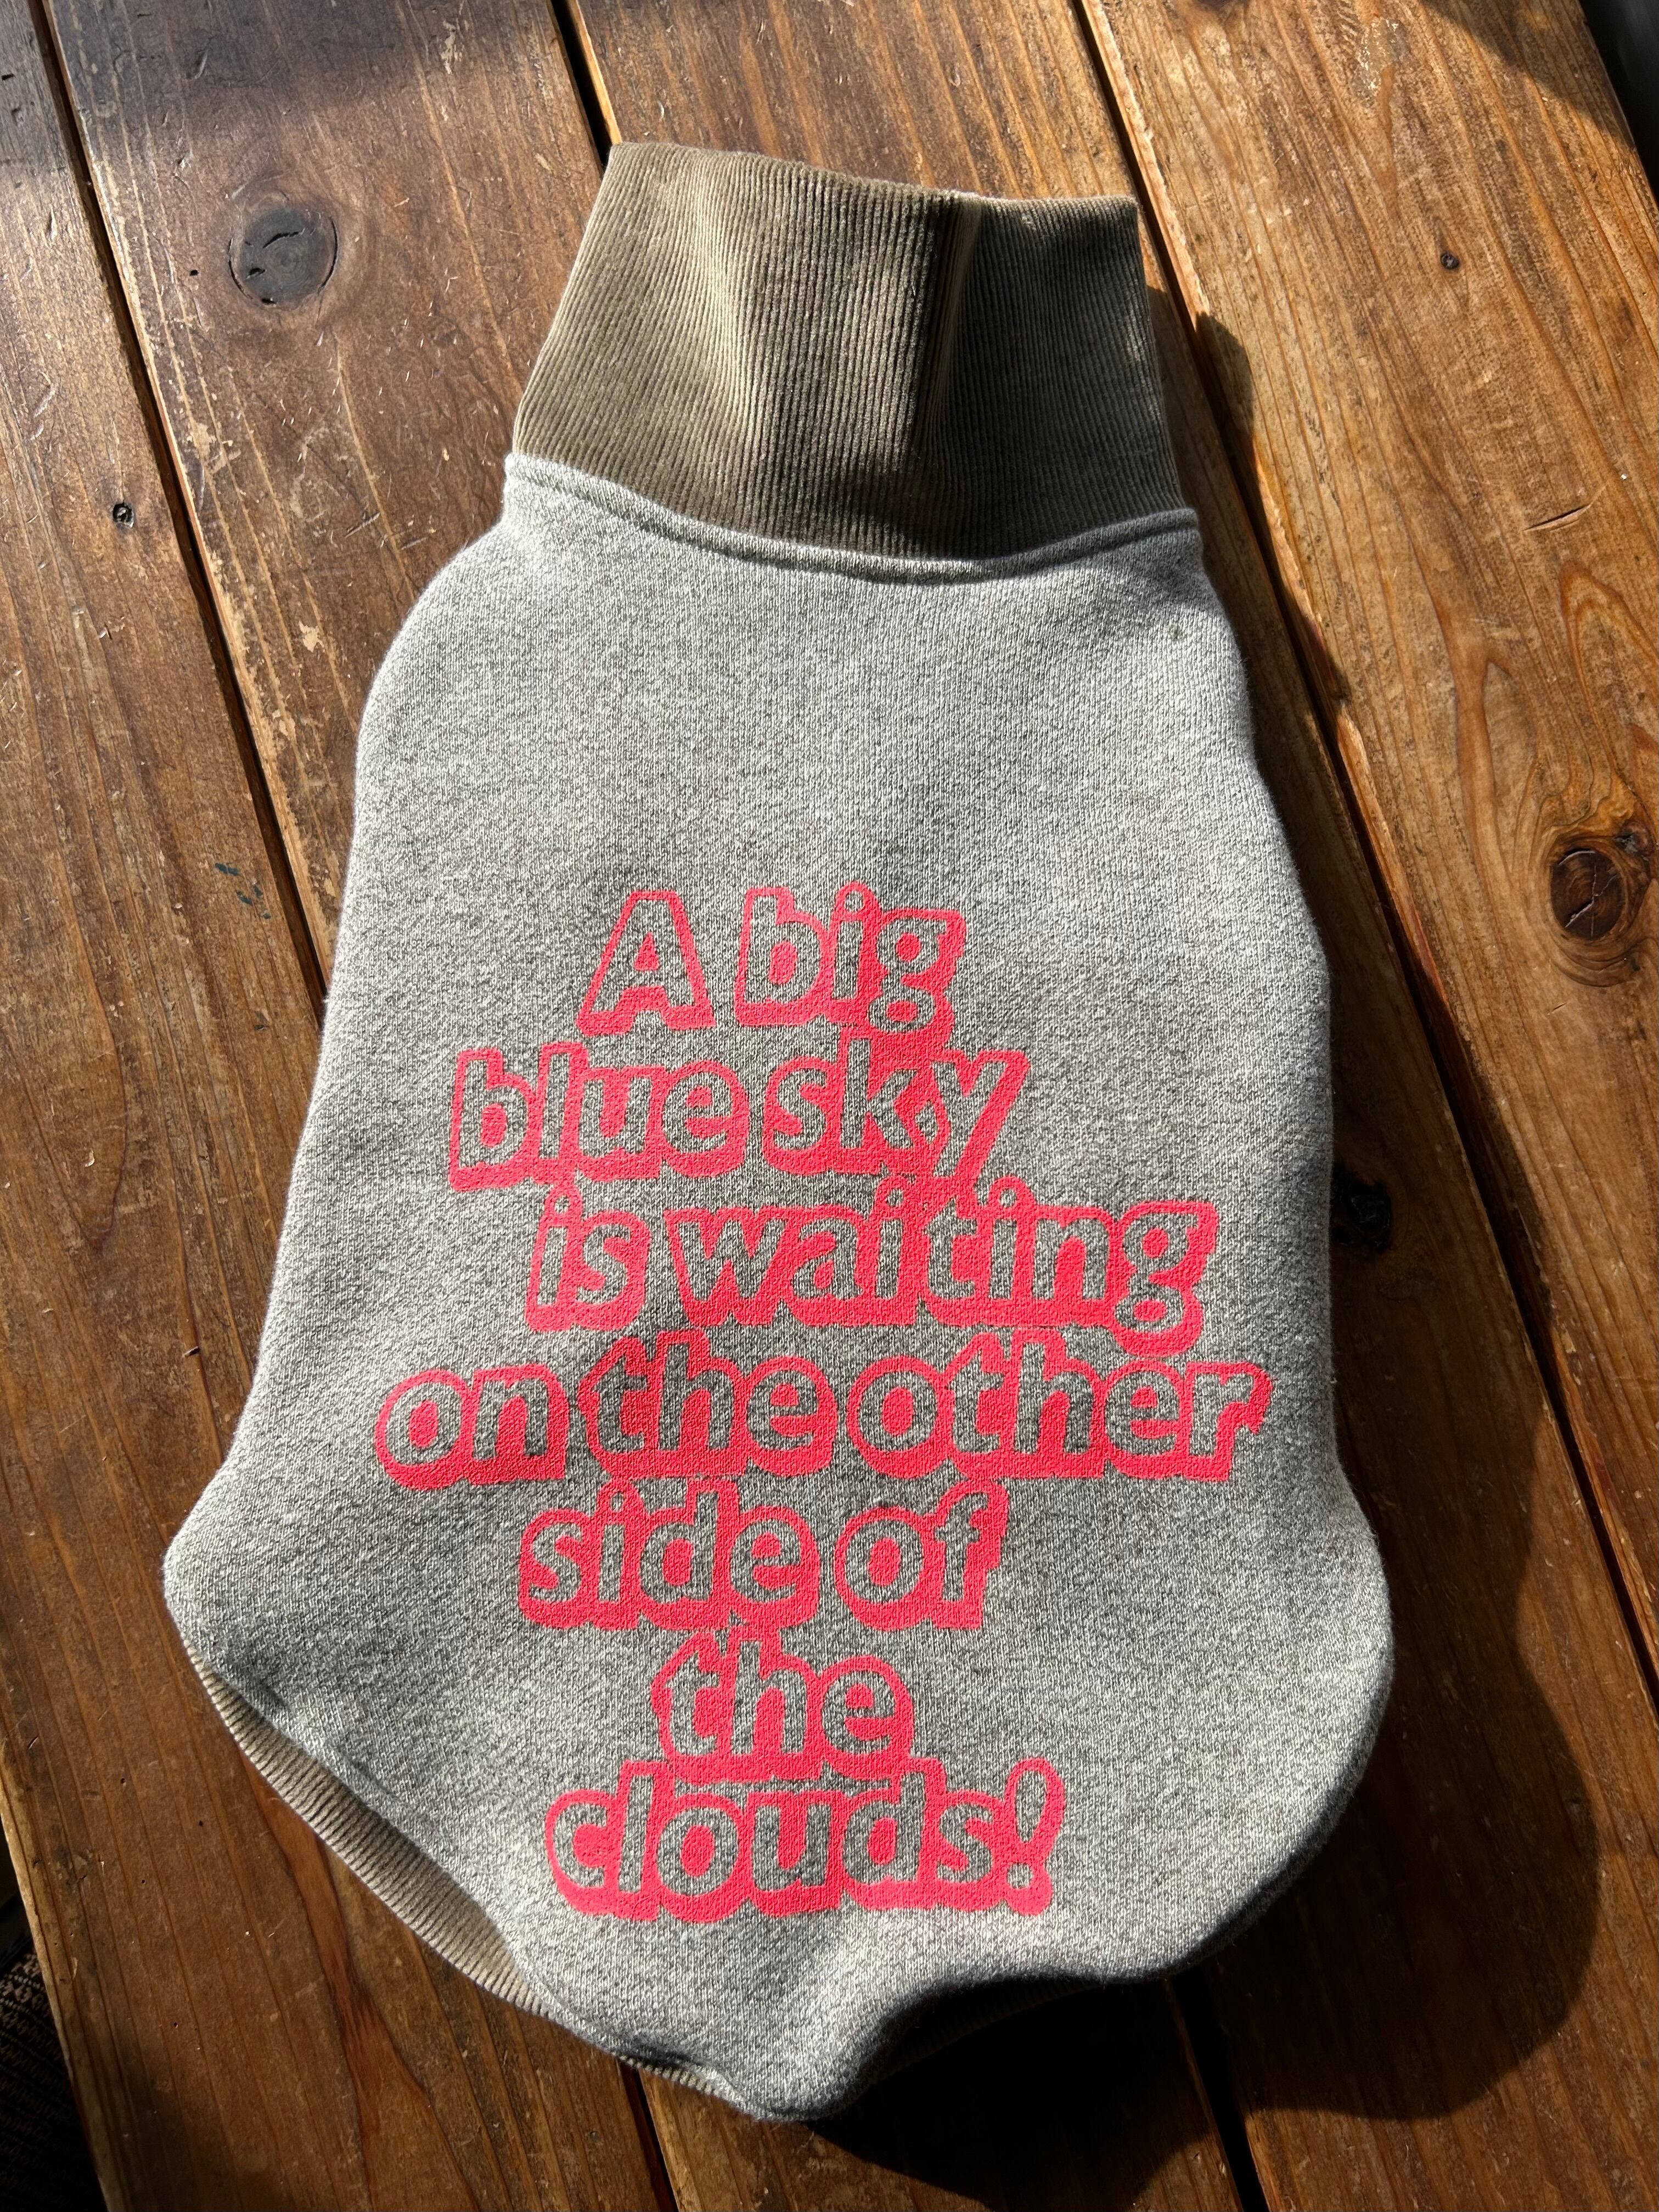 A big
blue sky
is waiting
on the other
side of
the
clouds!